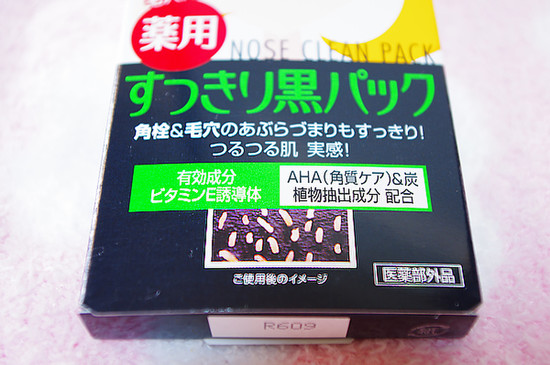 薬用
NOSE CLEAN PACK
すっきり黒パック
角栓&毛穴のあぶらづまりもすっきり!
つるつる肌 実感!
有効成分
ビタミンE誘導体
AHA(角質ケア)&炭
植物抽出成分 配合
ご使用後のイメージ
医薬部外品
R609